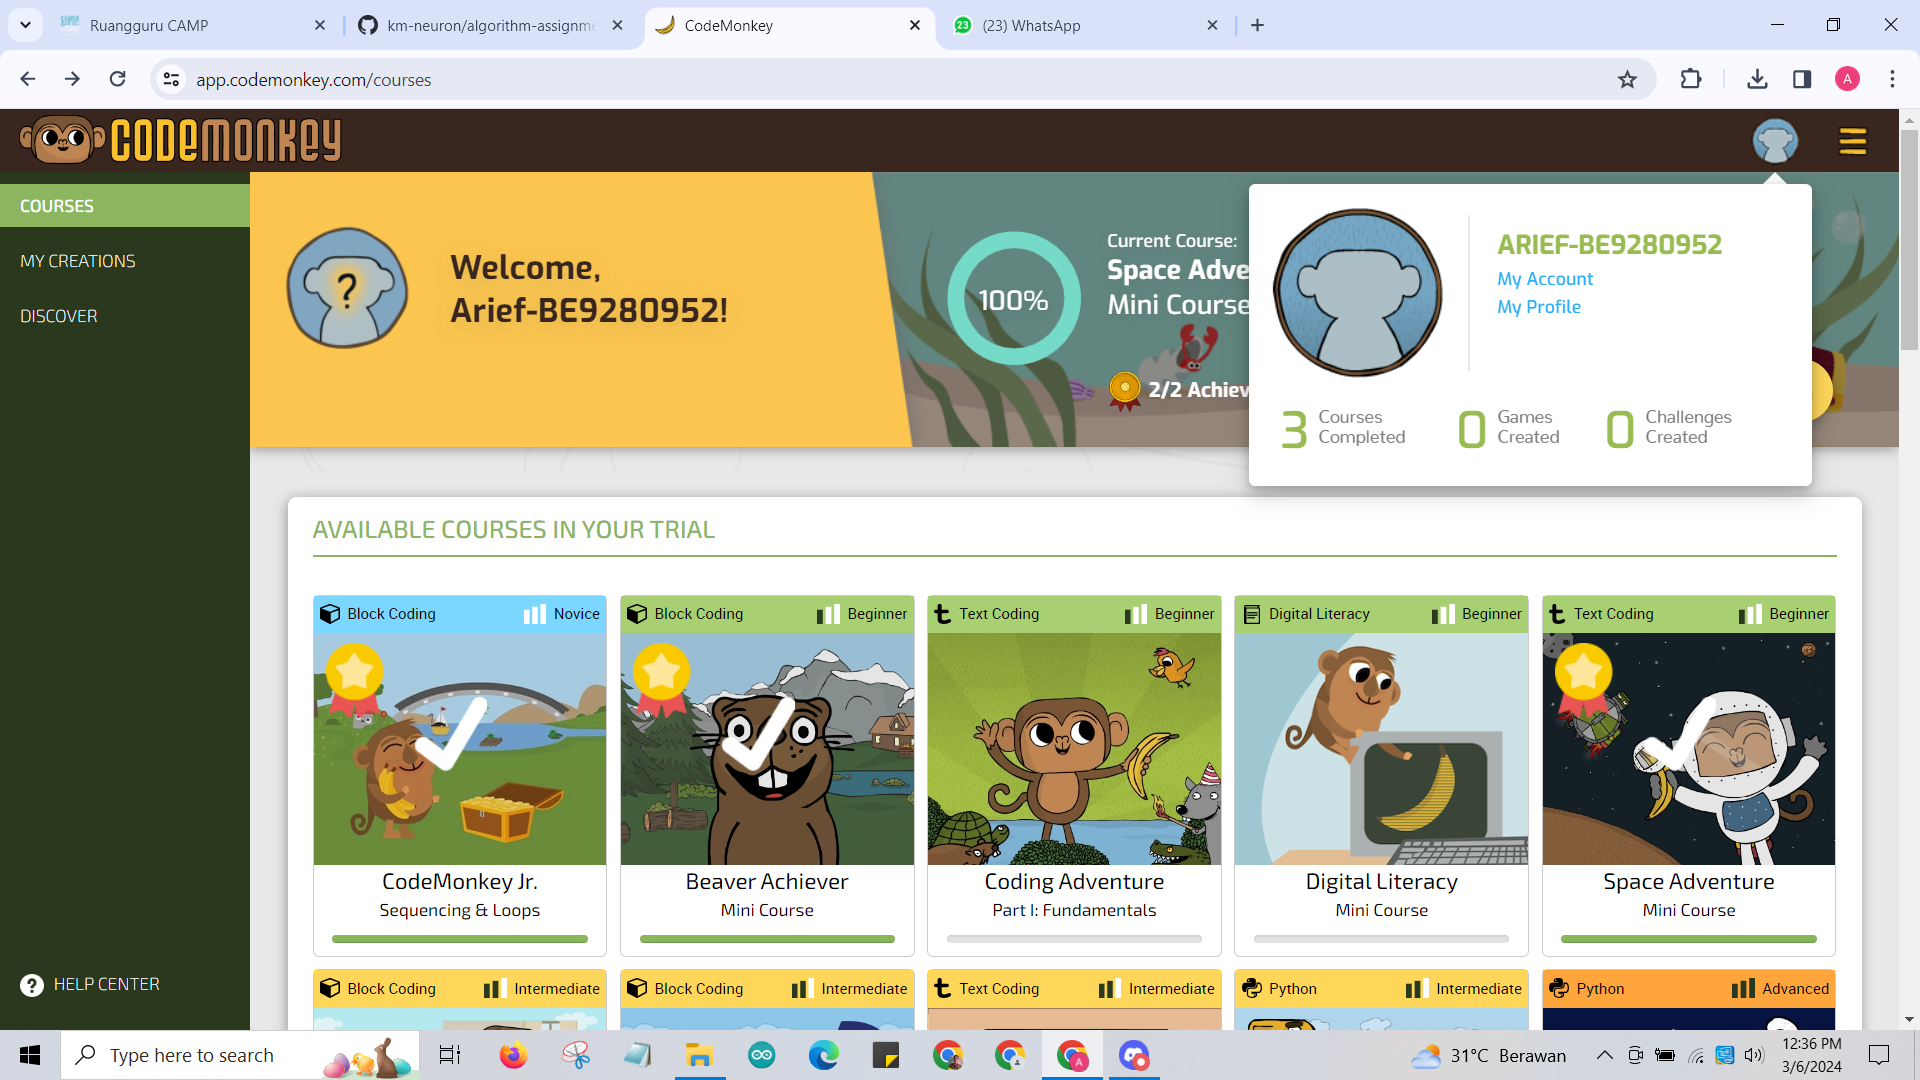 Ruangguru CAMP
km-neuron/algorithm-assignme
CodeMonkey
23
(23) WhatsApp
app.codemonkey.com/courses
A
CODEMONKEY
COURSES
MY CREATIONS
DISCOVER
HELP CENTER
?
Welcome,
Arief-BE9280952!
100%
Current Course:
Space Adve
Mini Course
2/2 Achiev
ARIEF-BE9280952
My Account
My Profile
3 Courses Completed
0 Games Created
0 Challenges Created
AVAILABLE COURSES IN YOUR TRIAL
Block Coding Novice
CodeMonkey Jr.
Sequencing & Loops
Block Coding Beginner
Beaver Achiever
Mini Course
Text Coding Beginner
Coding Adventure
Part I: Fundamentals
Digital Literacy Beginner
Digital Literacy
Mini Course
Text Coding Beginner
Space Adventure
Mini Course
Block Coding Intermediate
Block Coding Intermediate
Text Coding Intermediate
Python Intermediate
Python Advanced
Type here to search
A
31°C Berawan
12:36 PM
3/6/2024